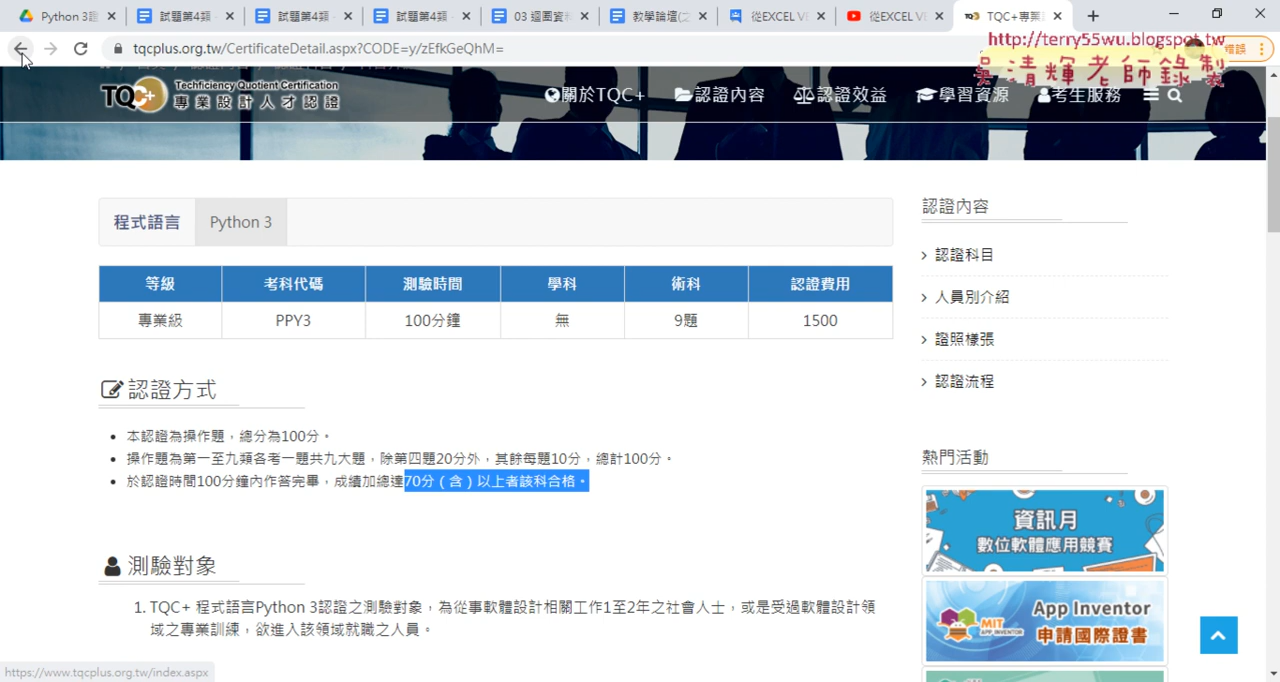 Python 3證
試題第4類
試題第4類
試題第4類
03 迴圈資料
教學論壇(之
從EXCEL V
從EXCEL V
TQC+專業
tqcplus.org.tw/CertificateDetail.aspx?CODE=y/zEfkGeQhM=
錯誤
http://terry55wu.blogspot.tw
吳清輝老師錄製
TQC+
Techficiency Quotient Certification
專業設計人才認證
關於TQC+
認證內容
認證效益
學習資源
考生服務
程式語言
Python 3
等級 考科代碼 測驗時間 學科 術科 認證費用
專業級 PPY3 100分鐘 無 9題 1500
認證方式
本認證為操作題，總分為100分。
操作題為第一至九類各考一題共九大題，除第四題20分外，其餘每題10分，總計100分。
於認證時間100分鐘內作答完畢，成績加總達70分（含）以上者該科合格。
測驗對象
1. TQC+ 程式語言Python 3認證之測驗對象，為從事軟體設計相關工作1至2年之社會人士，或是受過軟體設計領
域之專業訓練，欲進入該領域就職之人員。
認證內容
認證科目
人員別介紹
證照樣張
認證流程
熱門活動
資訊月
數位軟體應用競賽
MIT
APP INVENTOR
App Inventor
申請國際證書
https://www.tqcplus.org.tw/index.aspx